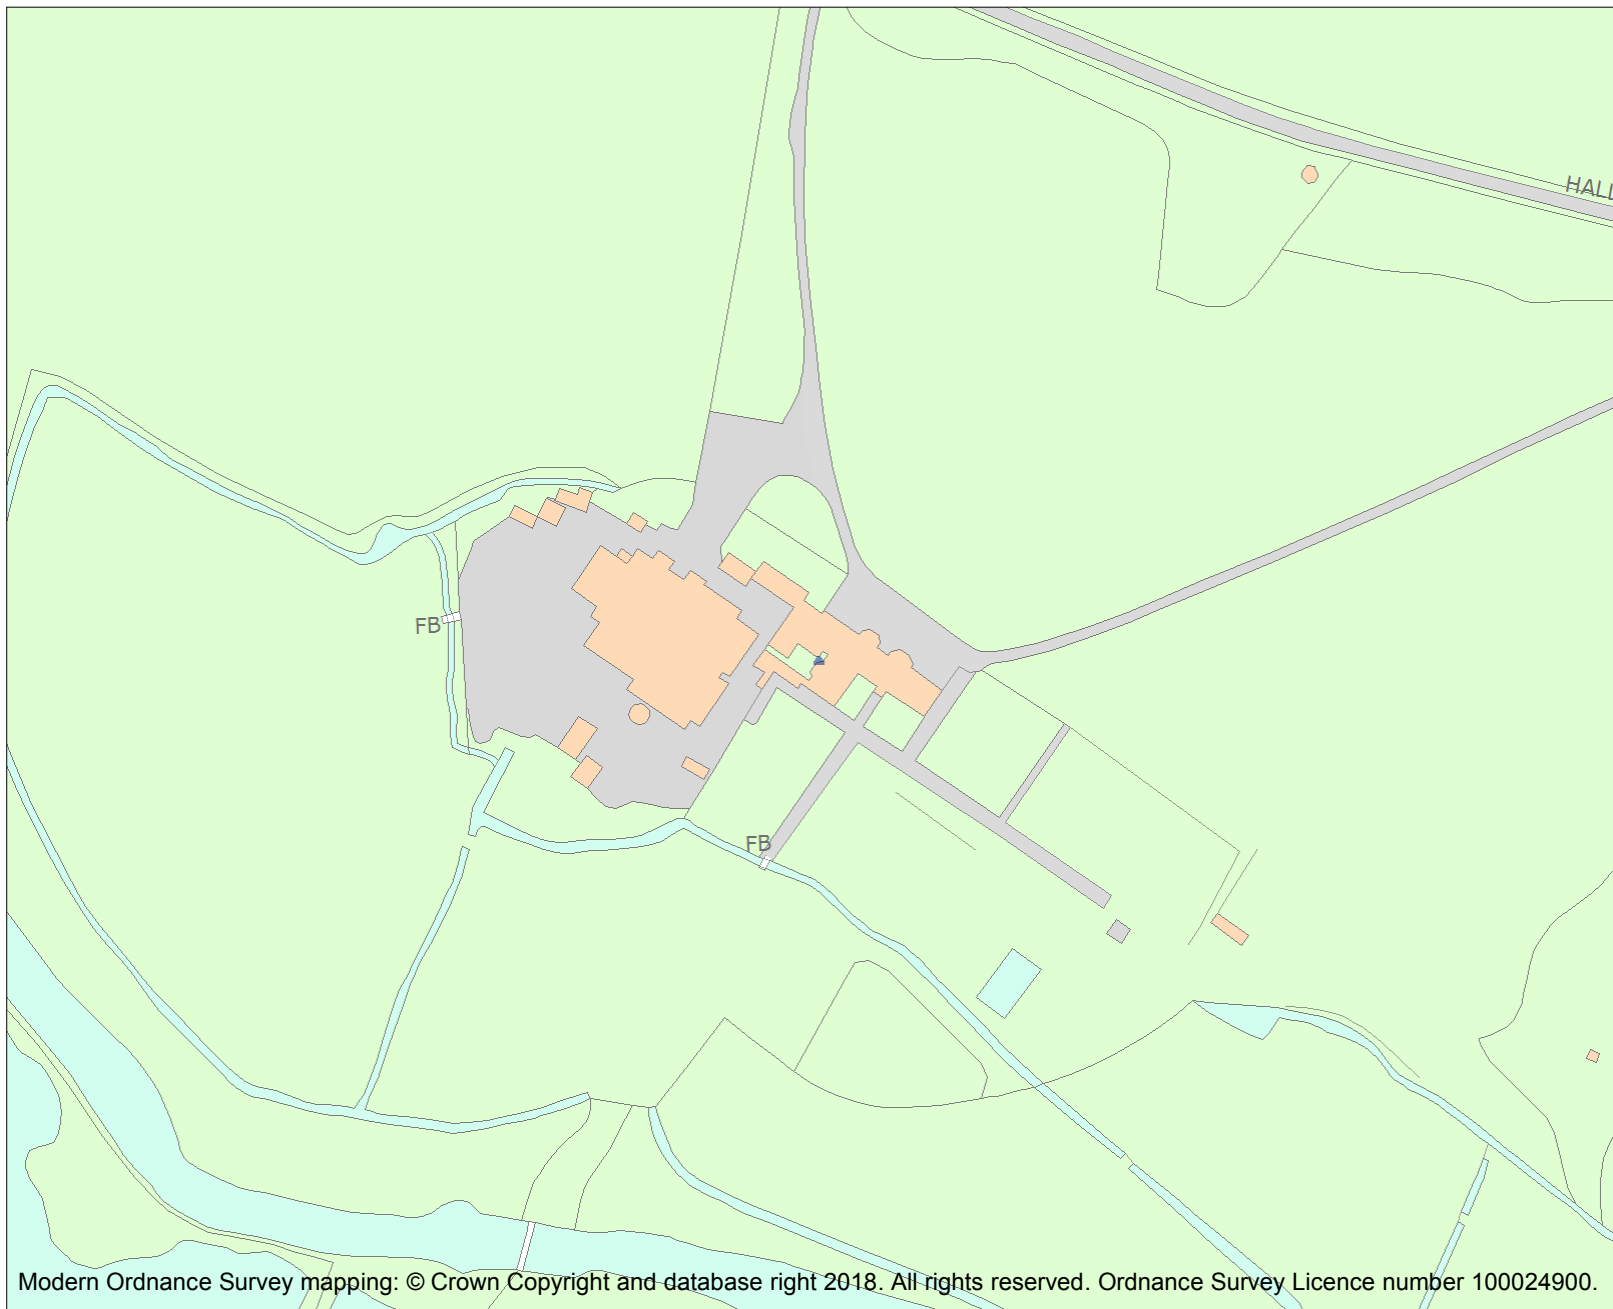 HALL
FB
FB
Modern Ordnance Survey mapping: © Crown Copyright and database right 2018. All rights reserved. Ordnance Survey Licence number 100024900.